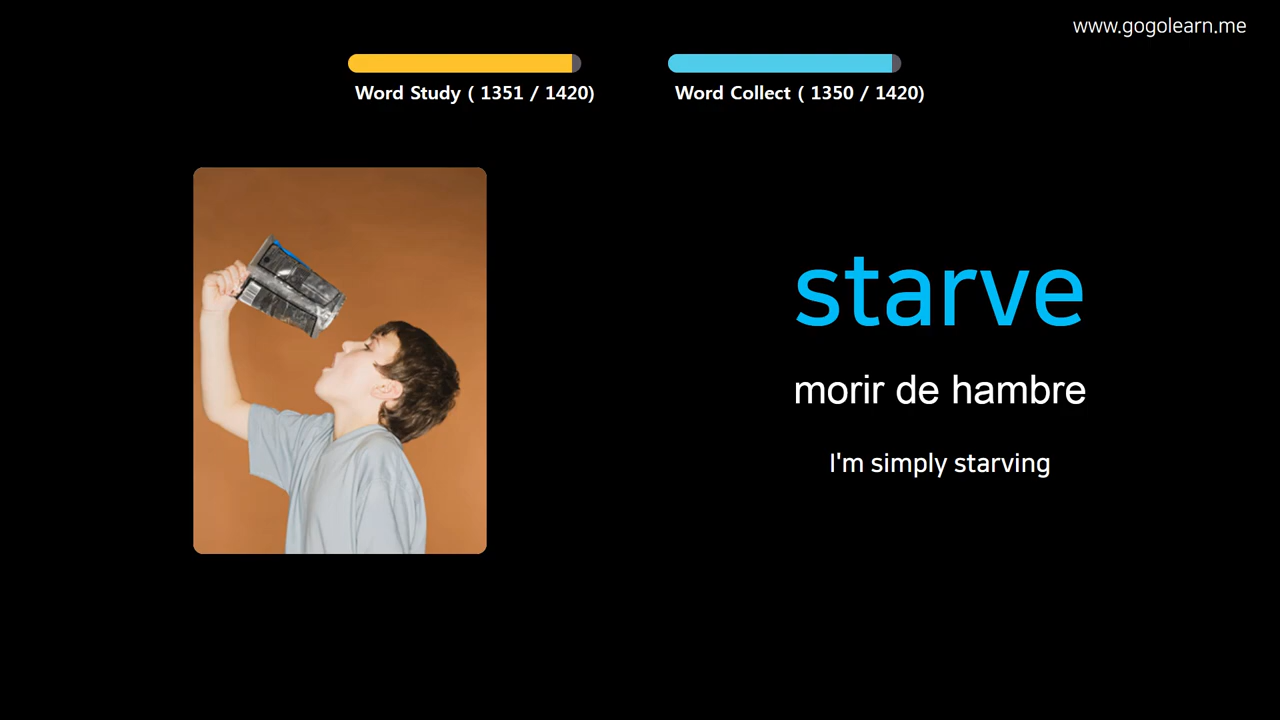 www.gogolearn.me
Word Study ( 1351 / 1420)
Word Collect ( 1350 / 1420)
starve
morir de hambre
I'm simply starving